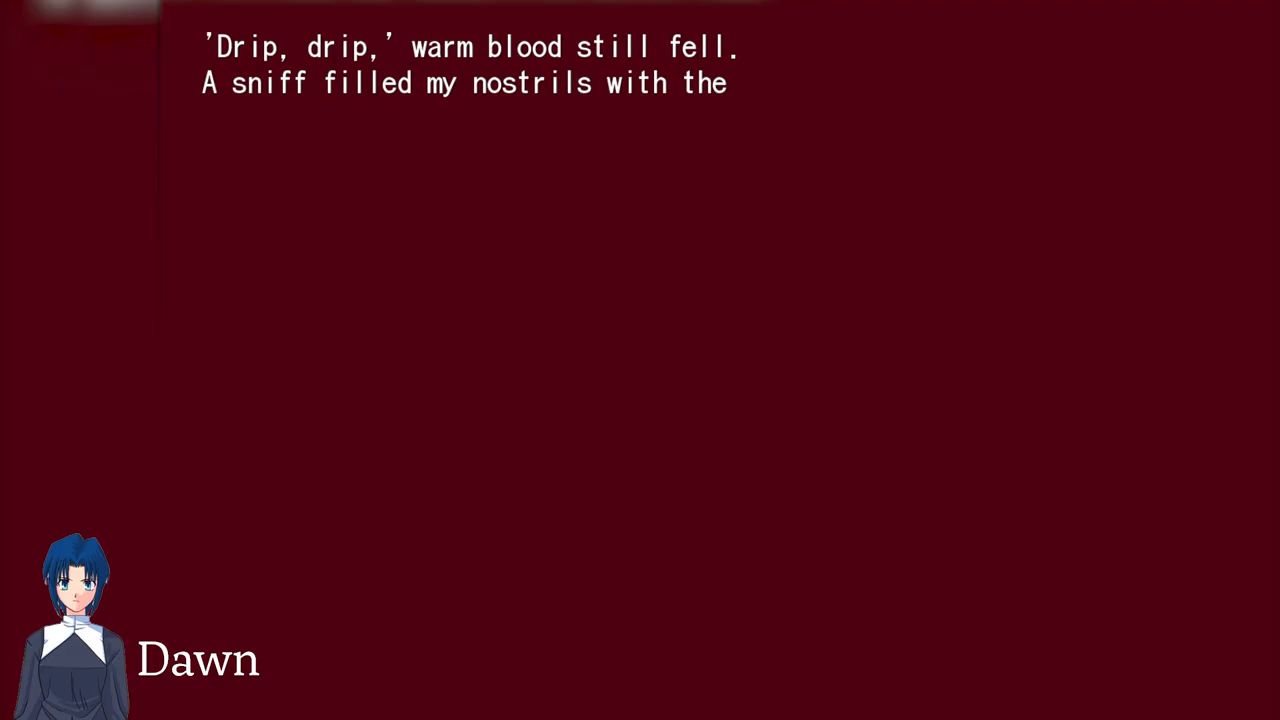 'Drip, drip,' warm blood still fell.
A sniff filled my nostrils with the
Dawn